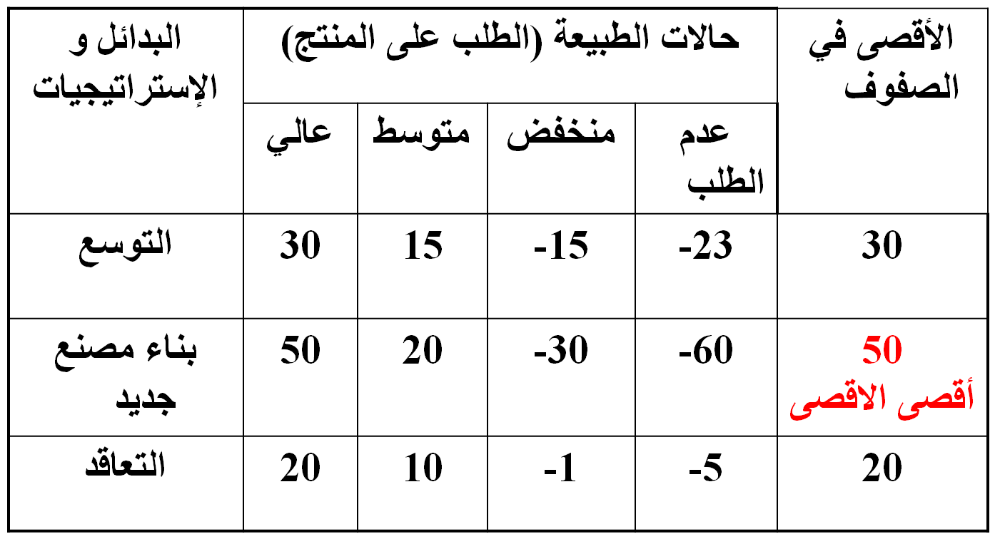 البدائل و
الإستراتيجيات
حالات الطبيعة (الطلب على المنتج)
الأقصى في
الصفوف
عالي
متوسط
منخفض
عدم
الطلب
التوسع
30
15
-15
-23
30
بناء مصنع
جديد
50
20
-30
-60
50
أقصى الاقصى
التعاقد
20
10
-1
-5
20